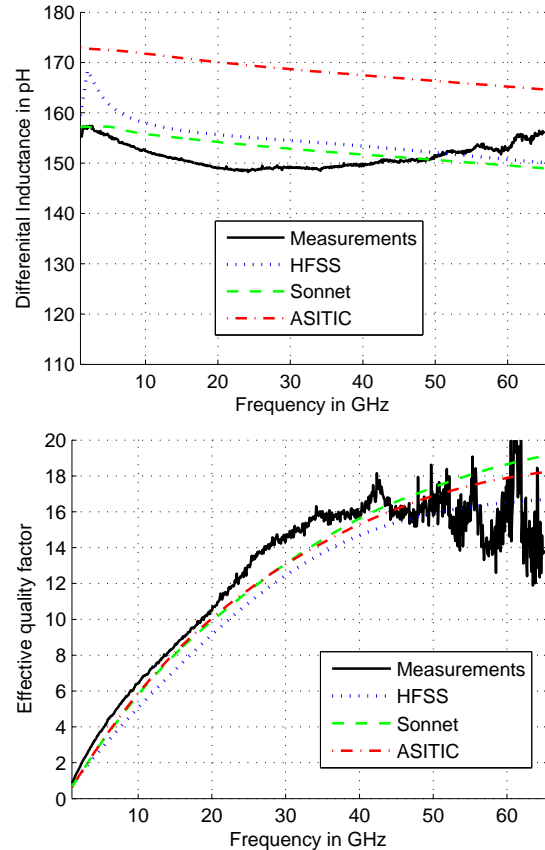 180
170
160
150
140
130
120
110
Differenital Inductance in pH
Measurements
HFSS
Sonnet
ASITIC
10 20 30 40 50 60
Frequency in GHz
20
18
16
14
12
10
8
6
4
2
0
Effective quality factor
Measurements
HFSS
Sonnet
ASITIC
10 20 30 40 50 60
Frequency in GHz